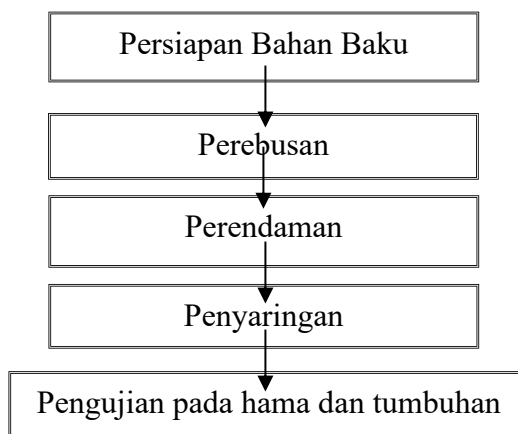 Persiapan Bahan Baku
Perebusan
Perendaman
Penyaringan
Pengujian pada hama dan tumbuhan